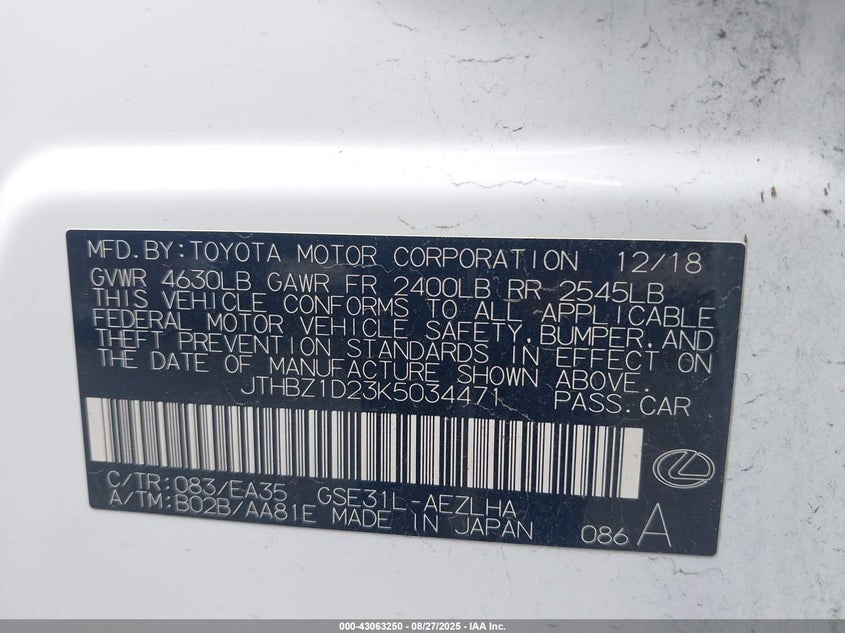 MFD.BY:TOYOTA MOTOR CORPORATION 12/18
GVWR 4630LB GAWR FR 2400LB RR 2545LB
THIS VEHICLE CONFORMS TO ALL APPLICABLE
FEDERAL MOTOR VEHICLE SAFETY,BUMPER,AND
THEFT PREVENTION STANDARDS IN EFFECT ON
THE DATE OF MANUFACTURE SHOWN ABOVE.
JTHBZ1D23K5034471 PASS.CAR
C/TR:083/EA35 GSE31L-AEZLHA
A/TM:B02B/AA81E MADE IN JAPAN 086 A
000-43063250 - 08/27/2025 - IAA Inc.